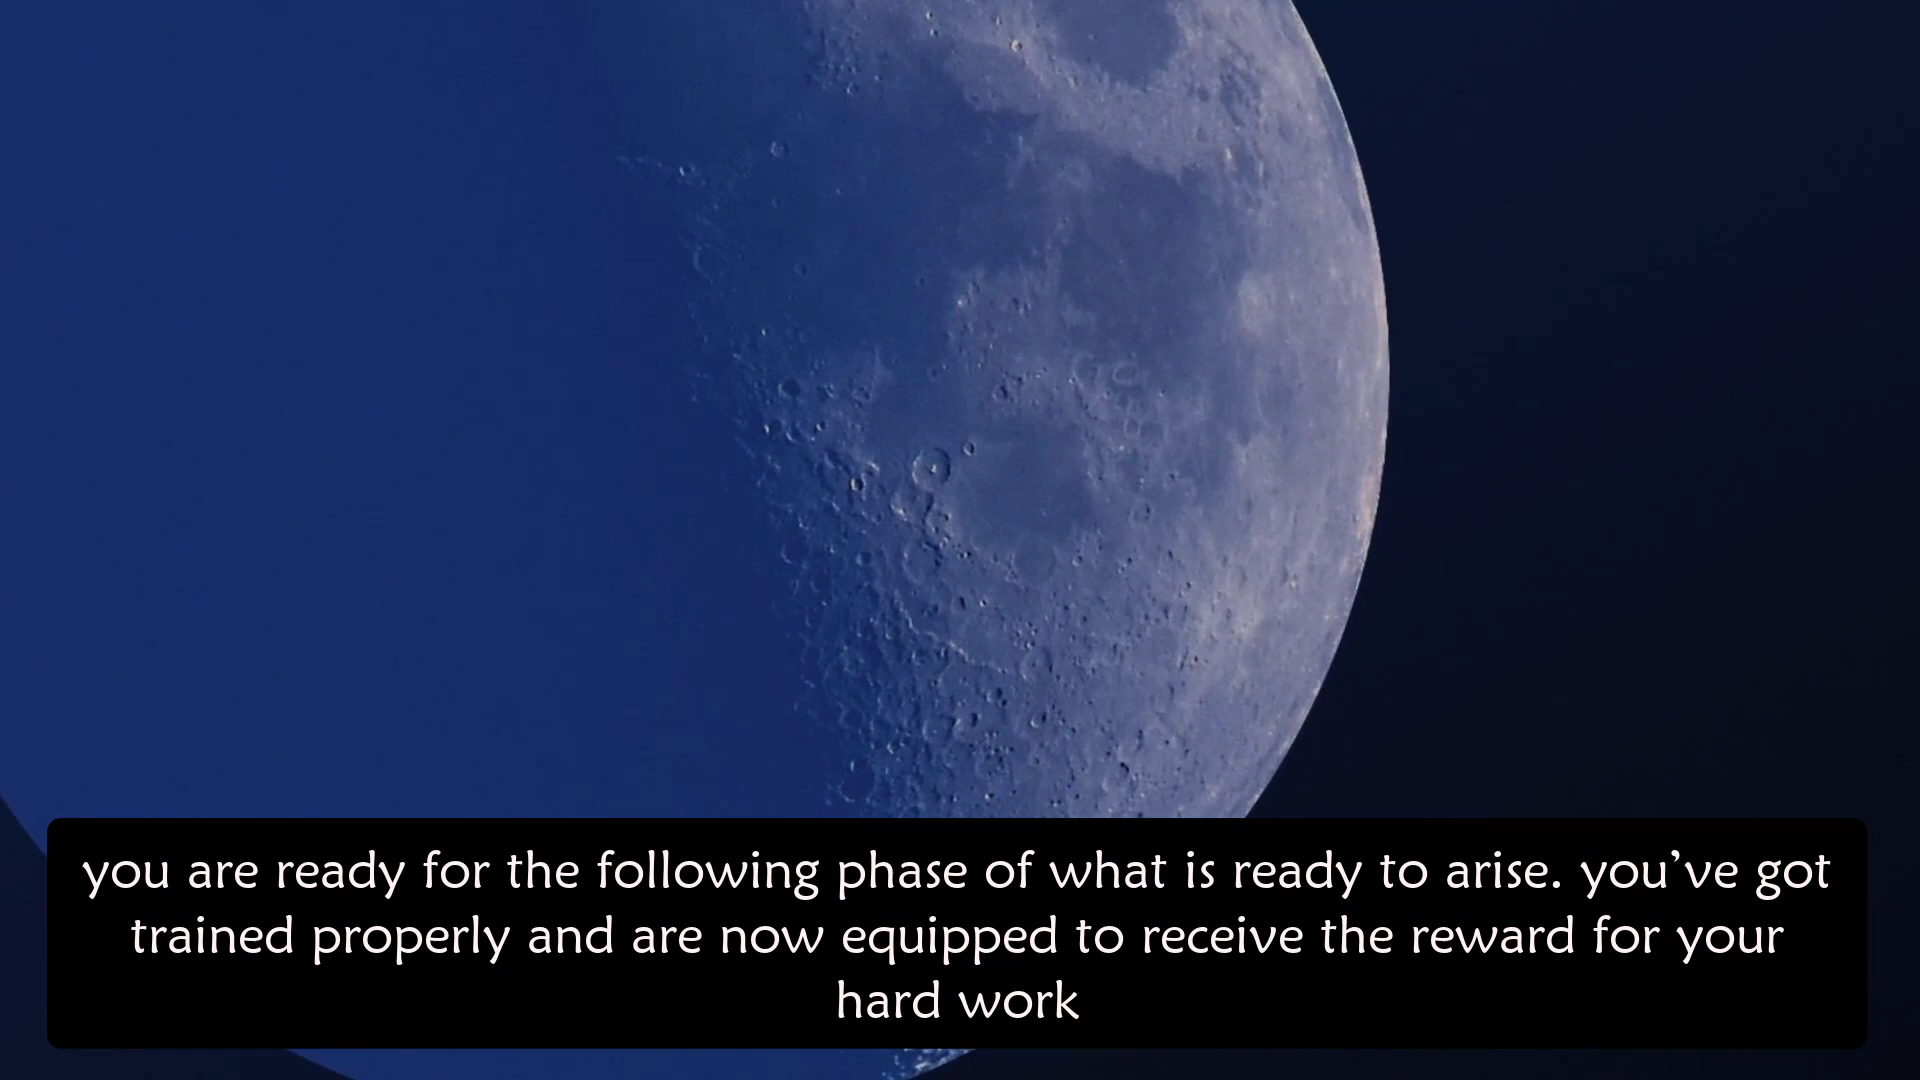 you are ready for the following phase of what is ready to arise. you’ve got
trained properly and are now equipped to receive the reward for your
hard work